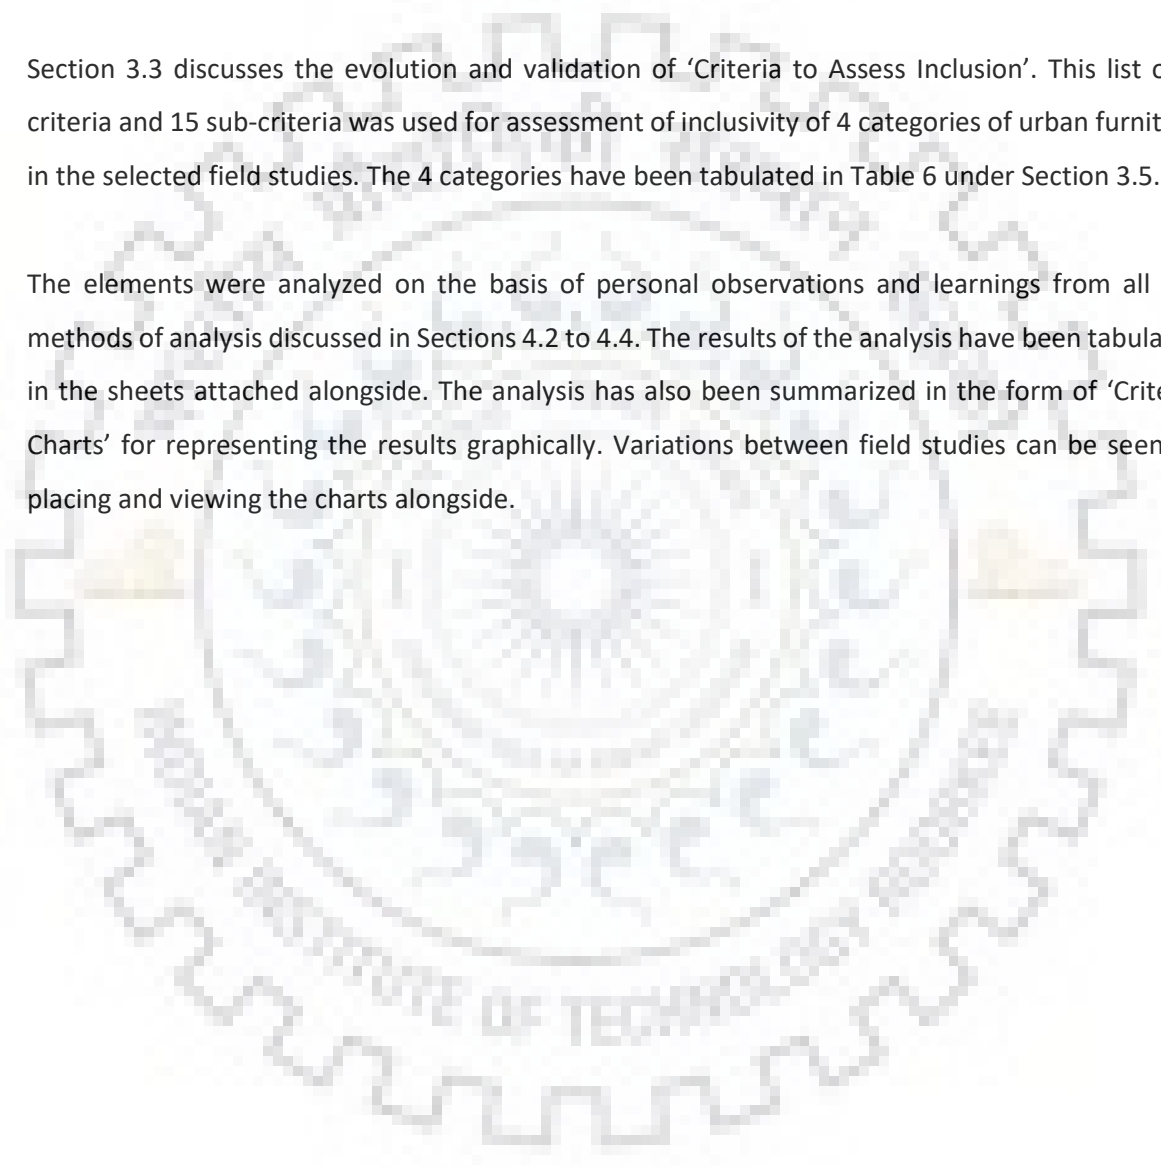 Section 3.3 discusses the evolution and validation of ‘Criteria to Assess Inclusion’. This list
criteria and 15 sub-criteria was used for assessment of inclusivity of 4 categories of urban furnit
in the selected field studies. The 4 categories have been tabulated in Table 6 under Section 3.5.
The elements were analyzed on the basis of personal observations and learnings from all
methods of analysis discussed in Sections 4.2 to 4.4. The results of the analysis have been tabula
in the sheets attached alongside. The analysis has also been summarized in the form of ‘Crite
Charts’ for representing the results graphically. Variations between field studies can be seen
placing and viewing the charts alongside.
INSTITUTE OF TECHNOLOGY